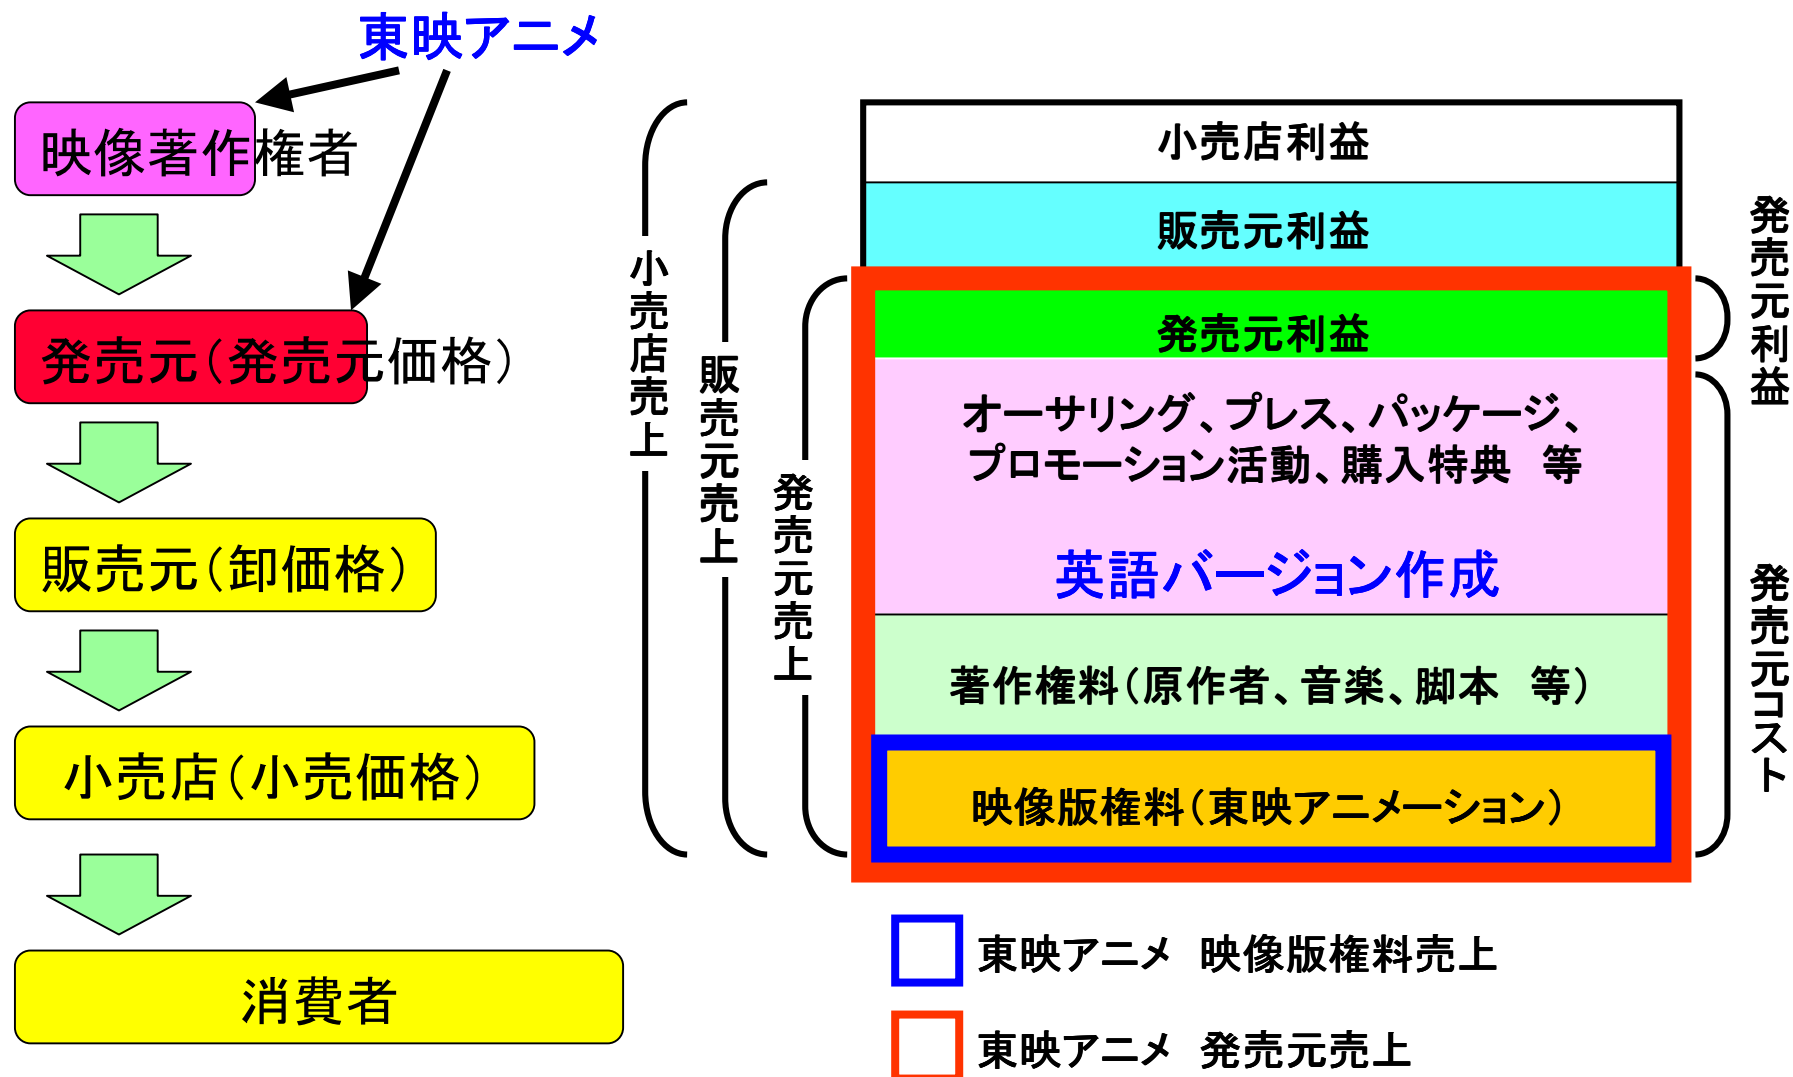 東映アニメ
映像著作権者
発売元（発売元価格）
販売元（卸価格）
小売店（小売価格）
消費者
小売店売上
販売元売上
発売元売上
小売店利益
販売元利益
発売元利益
オーサリング、プレス、パッケージ、
プロモーション活動、購入特典　等
英語バージョン作成
著作権料（原作者、音楽、脚本　等）
映像版権料（東映アニメーション）
発売元利益
発売元コスト
東映アニメ　映像版権料売上
東映アニメ　発売元売上